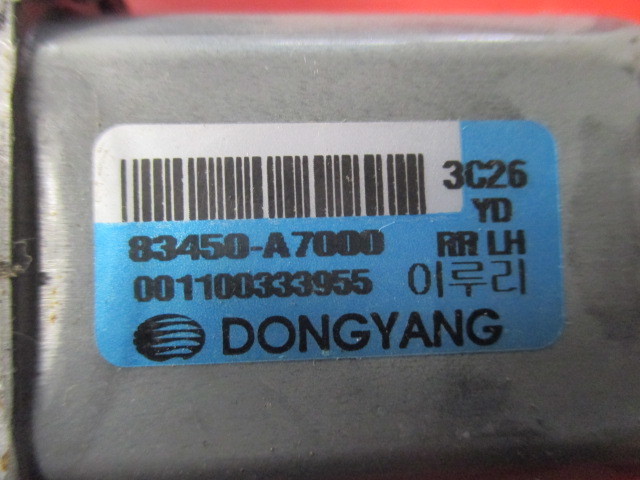 3C26
YD
83450-A7000 RR LH
001100333955 이루리
DONGYANG